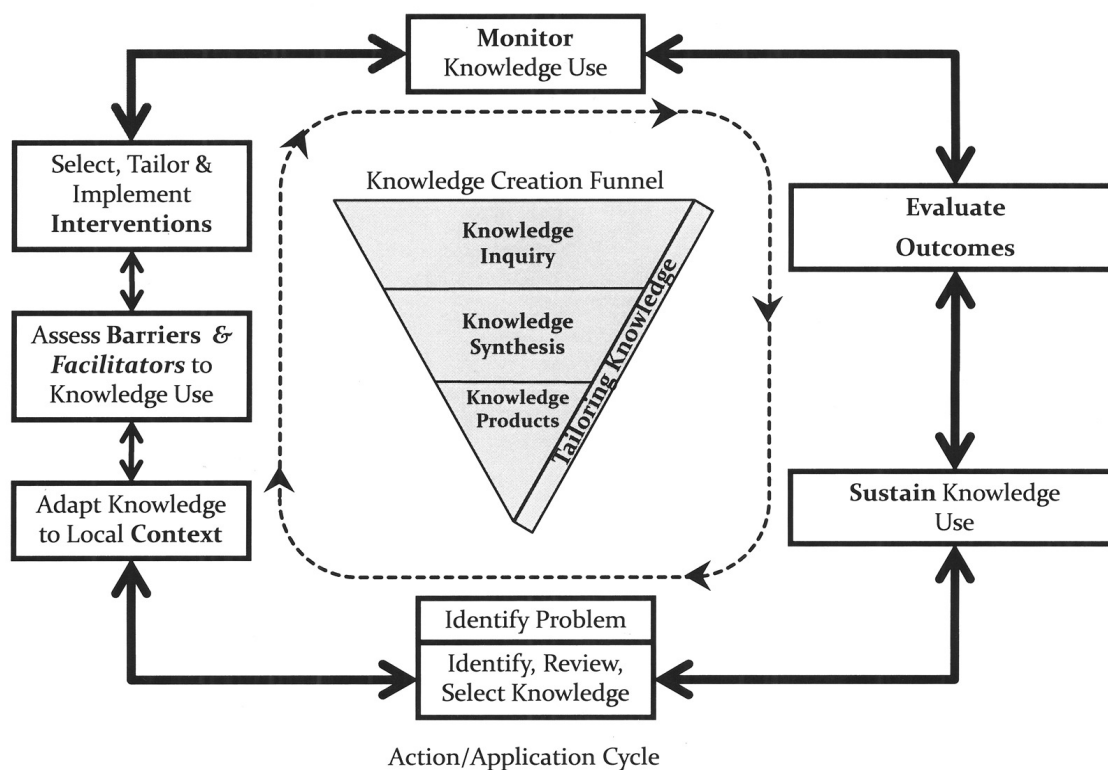 Monitor
Knowledge Use
Select, Tailor &
Implement
Interventions
Knowledge Creation Funnel
Evaluate
Outcomes
Knowledge
Inquiry
Assess Barriers &
Facilitators to
Knowledge Use
Knowledge
Synthesis
Knowledge
Products
Tailoring Knowledge
Adapt Knowledge
to Local Context
Sustain Knowledge
Use
Identify Problem
Identify, Review,
Select Knowledge
Action/Application Cycle